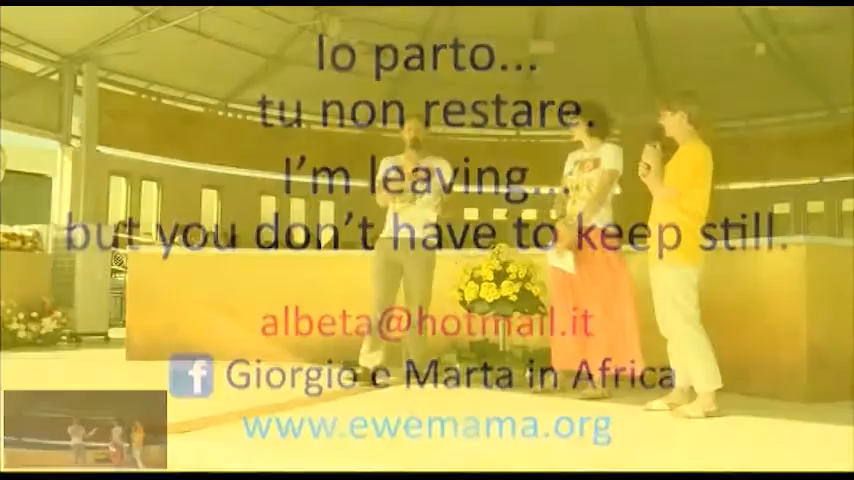 Io parto...
tu non restare.
I'm leaving...
but you don't have to keep still.
albeta@hotmail.it
f Giorgio e Marta in Africa
www.ewemama.org